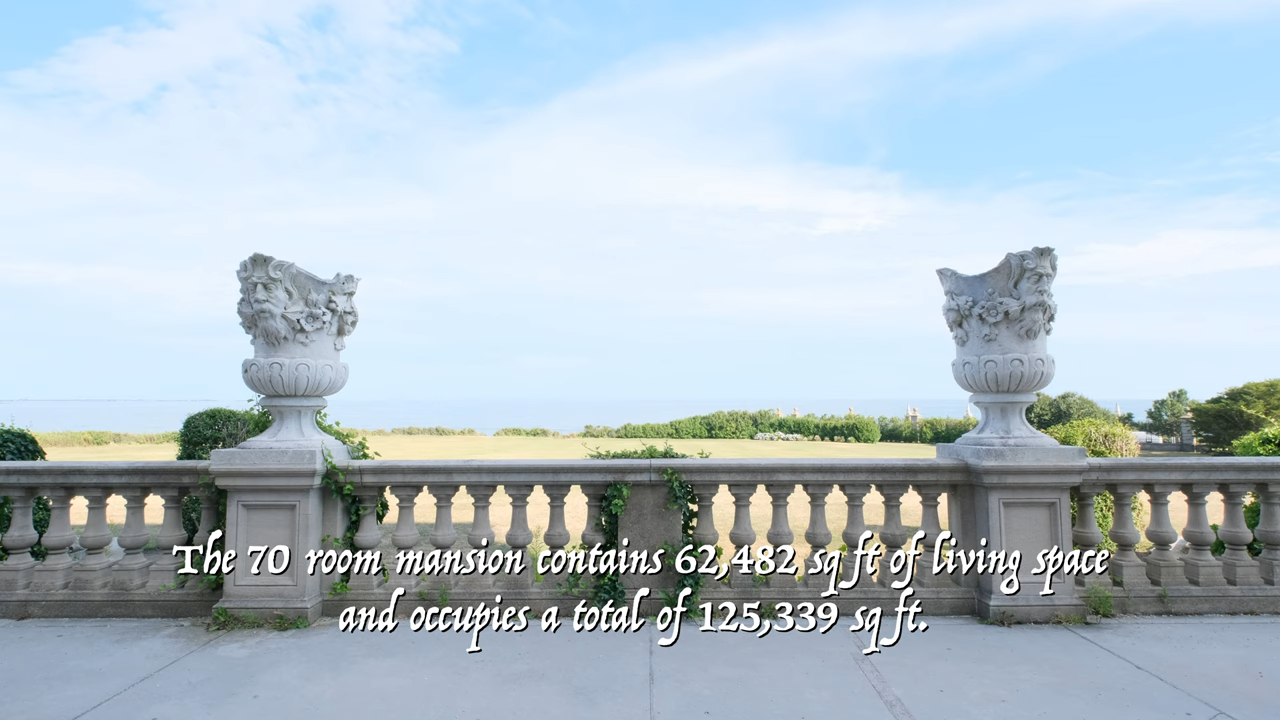 The 70 room mansion contains 62,482 sq ft of living space
and occupies a total of 125,339 sq ft.